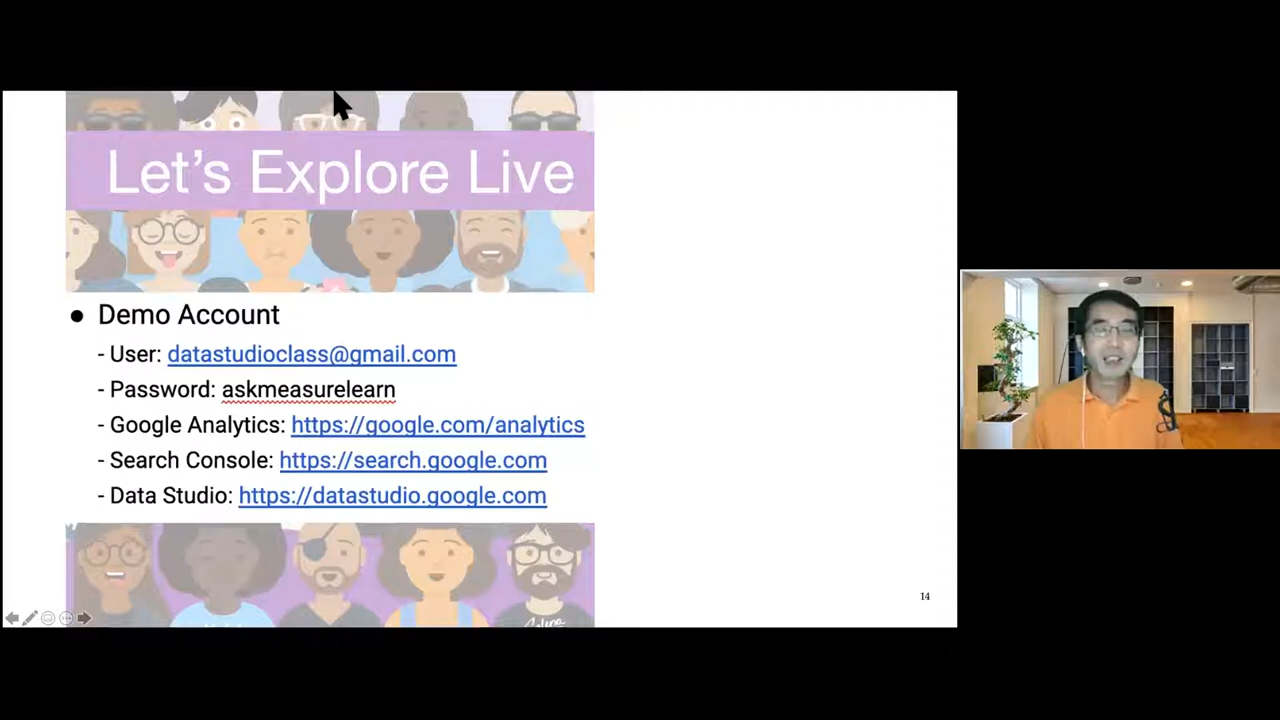 Let's Explore Live
● Demo Account
- User: datastudioclass@gmail.com
- Password: askmeasurelearn
- Google Analytics: https://google.com/analytics
- Search Console: https://search.google.com
- Data Studio: https://datastudio.google.com
14